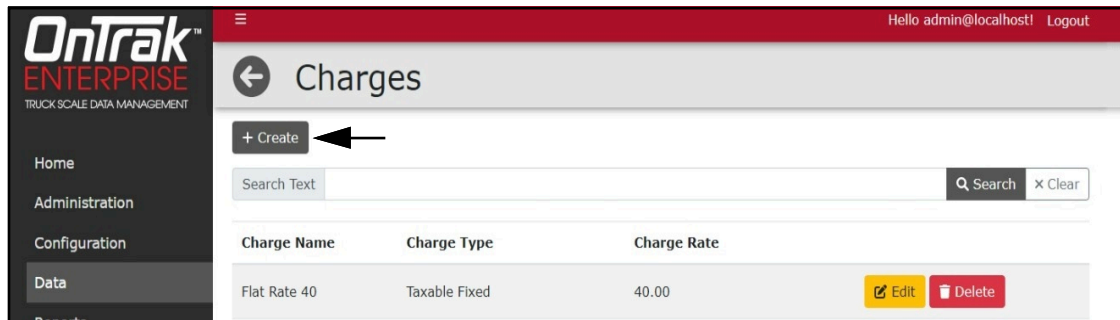 OnTrak™
ENTERPRISE
TRUCK SCALE DATA MANAGEMENT
Home
Administration
Configuration
Data
Reports
☰ Hello admin@localhost! Logout
Charges
+ Create
Search Text Search × Clear
Charge Name Charge Type Charge Rate
Flat Rate 40 Taxable Fixed 40.00 Edit Delete